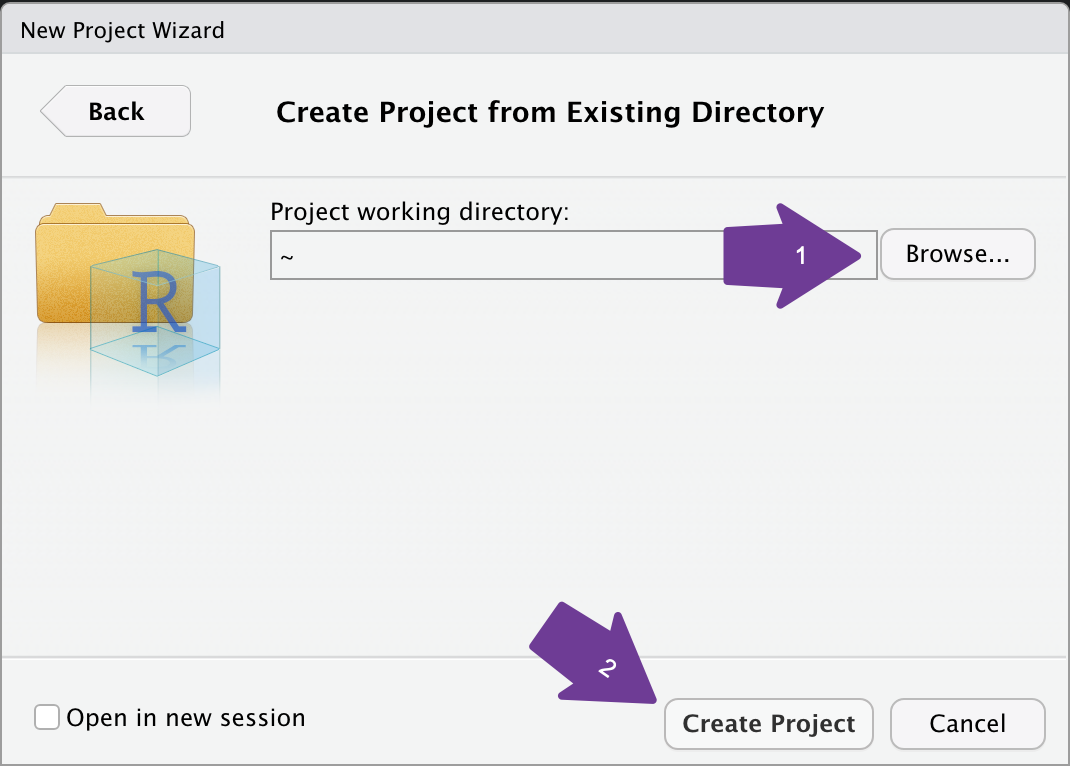 New Project Wizard
Back
Create Project from Existing Directory
Project working directory:
~
1
Browse...
R
2
Open in new session
Create Project
Cancel